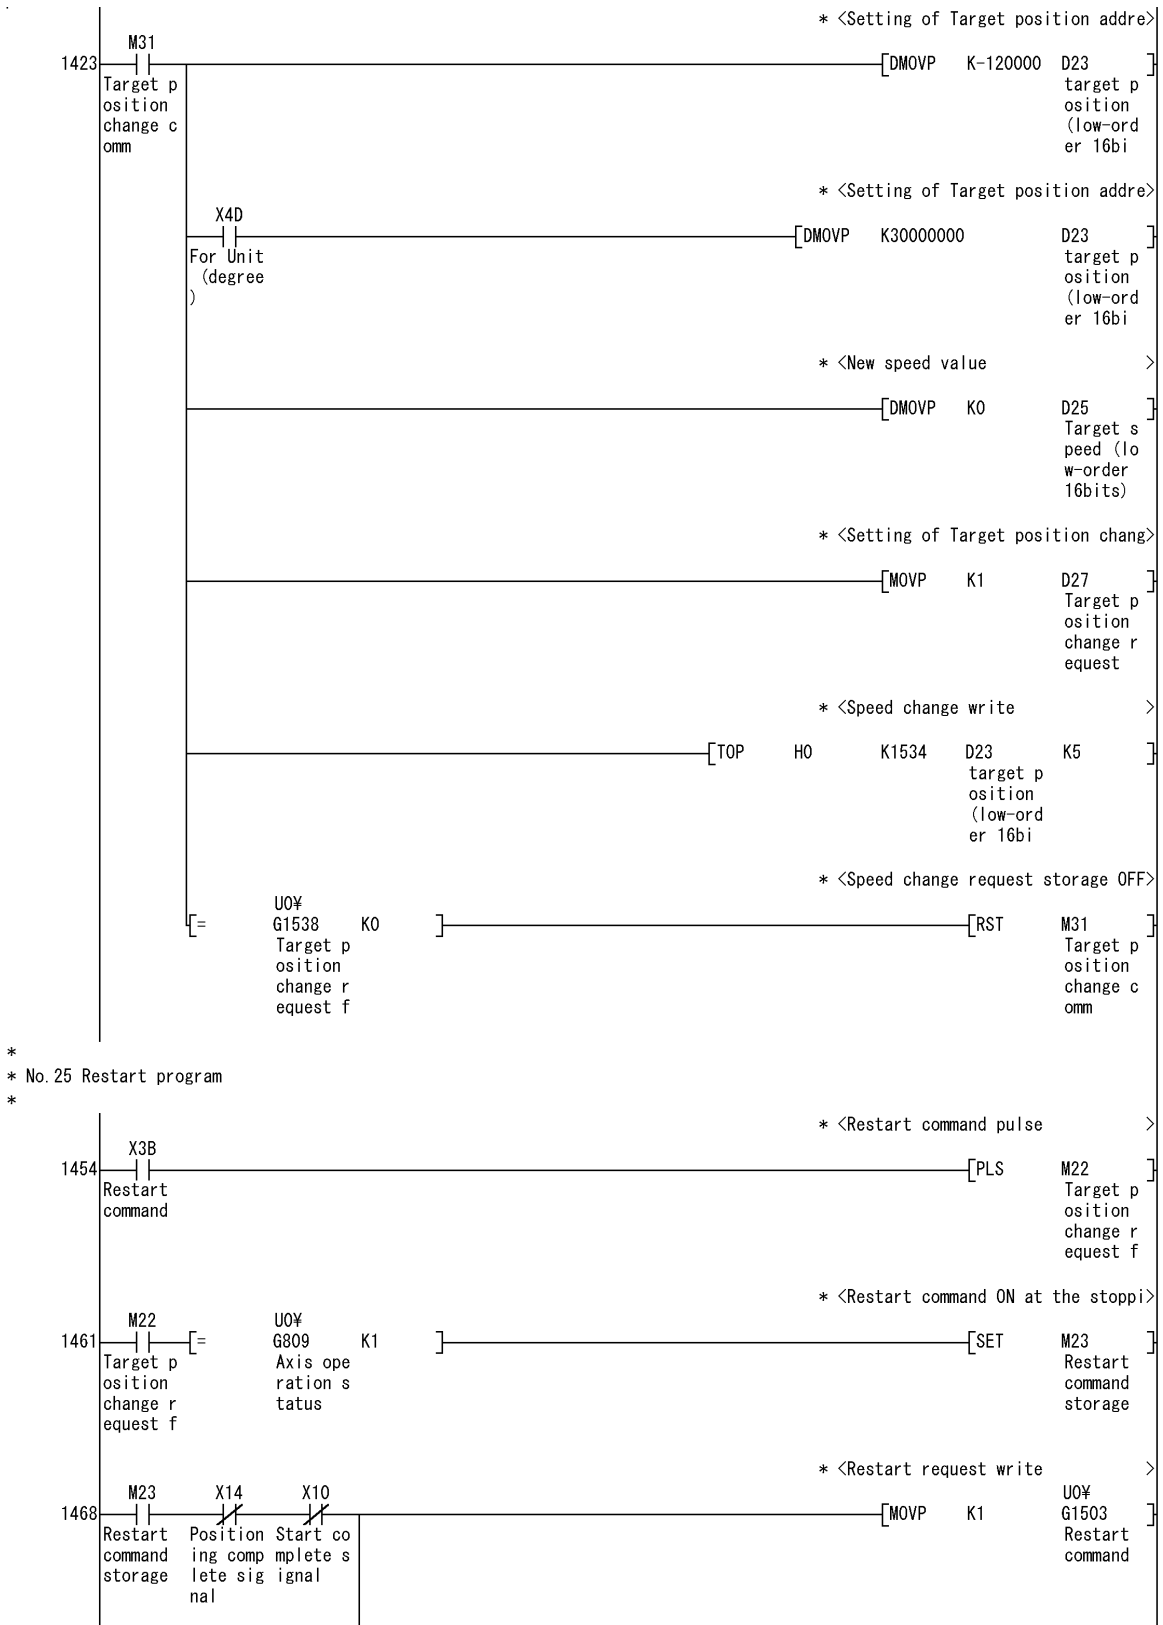 * <Setting of Target position addre>
M31
1423 [DMOVP K-120000 D23 ]
Target p target p
osition osition
change c (low-ord
omm er 16bi
* <Setting of Target position addre>
X4D
[DMOVP K30000000 D23 ]
For Unit target p
(degree osition
) (low-ord
er 16bi
* <New speed value >
[DMOVP K0 D25 ]
Target s
peed (lo
w-order
16bits)
* <Setting of Target position chang>
[MOVP K1 D27 ]
Target p
osition
change r
equest
* <Speed change write >
[TOP H0 K1534 D23 K5 ]
target p
osition
(low-ord
er 16bi
* <Speed change request storage OFF>
U0¥
[= G1538 K0 ] [RST M31 ]
Target p Target p
osition osition
change r change c
equest f omm
*
* No.25 Restart program
*
* <Restart command pulse >
X3B
1454 [PLS M22 ]
Restart Target p
command osition
change r
equest f
* <Restart command ON at the stoppi>
M22 U0¥
1461 [= G809 K1 ] [SET M23 ]
Target p Axis ope Restart
osition ration s command
change r tatus storage
equest f
* <Restart request write >
M23 X14 X10 U0¥
1468 [MOVP K1 G1503 ]
Restart Position Start co Restart
command ing comp mplete s command
storage lete sig ignal
nal